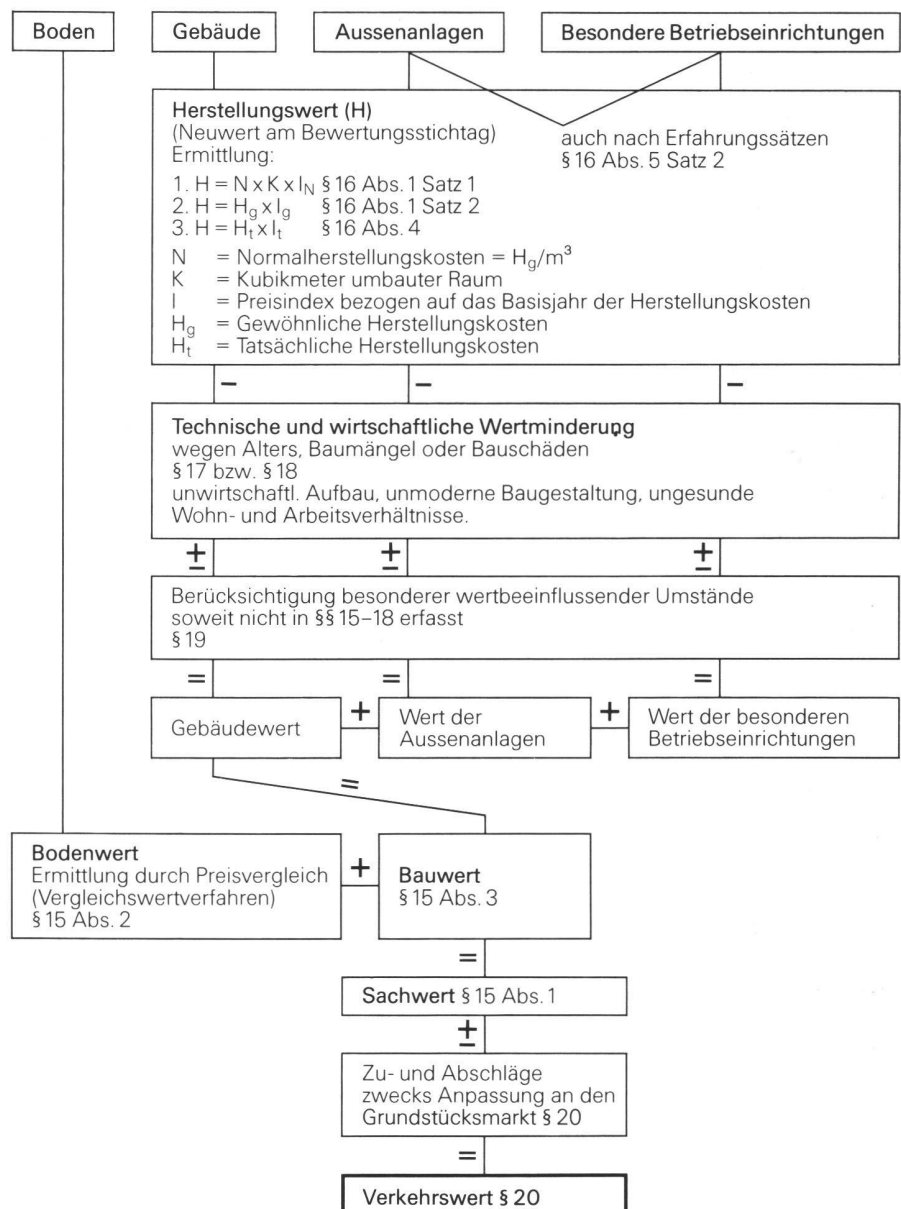 Boden
Gebäude
Aussenanlagen
Besondere Betriebseinrichtungen
Herstellungswert (H)
(Neuwert am Bewertungsstichtag)
Ermittlung:
auch nach Erfahrungssätzen
§ 16 Abs. 5 Satz 2
1. H = N x K x I_N § 16 Abs. 1 Satz 1
2. H = H_g x I_g § 16 Abs. 1 Satz 2
3. H = H_t x I_t § 16 Abs. 4
N = Normalherstellungskosten = H_g/m³
K = Kubikmeter umbauter Raum
I = Preisindex bezogen auf das Basisjahr der Herstellungskosten
H_g = Gewöhnliche Herstellungskosten
H_t = Tatsächliche Herstellungskosten
– – –
Technische und wirtschaftliche Wertminderung
wegen Alters, Baumängel oder Bauschäden
§ 17 bzw. § 18
unwirtschaftl. Aufbau, unmoderne Baugestaltung, ungesunde
Wohn- und Arbeitsverhältnisse.
± ± ±
Berücksichtigung besonderer wertbeeinflussender Umstände
soweit nicht in §§ 15–18 erfasst
§ 19
= = =
Gebäudewert
+
Wert der
Aussenanlagen
+
Wert der besonderen
Betriebseinrichtungen
=
Bodenwert
Ermittlung durch Preisvergleich
(Vergleichswertverfahren)
§ 15 Abs. 2
+
Bauwert
§ 15 Abs. 3
=
Sachwert § 15 Abs. 1
±
Zu- und Abschläge
zwecks Anpassung an den
Grundstücksmarkt § 20
=
Verkehrswert § 20